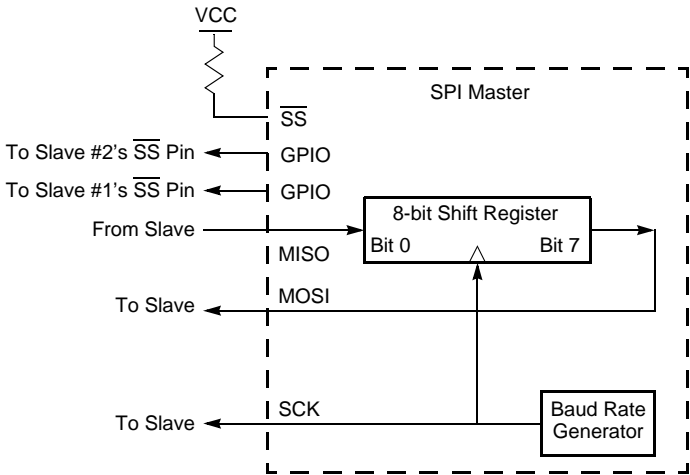 VCC
SPI Master
SS
To Slave #2's SS Pin
GPIO
To Slave #1's SS Pin
GPIO
8-bit Shift Register
From Slave
Bit 0
Bit 7
MISO
MOSI
To Slave
SCK
Baud Rate
Generator
To Slave